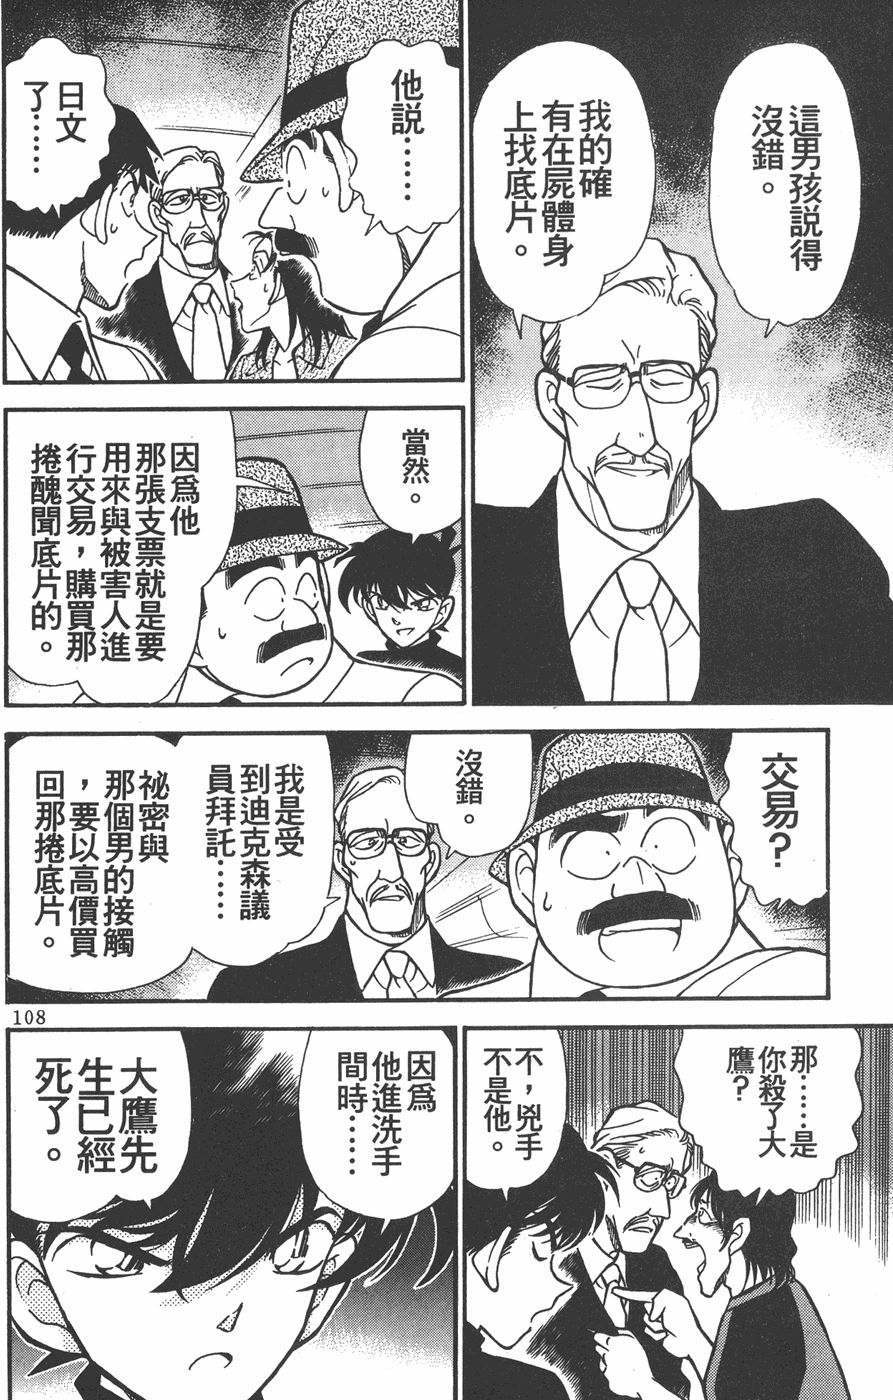 這男孩說得
沒錯。
我的確
有在屍體身
上找底片。
他說……
日文
了……
當然。
因為他
那張支票就是要
用來與被害人進
行交易，購買那
捲醜聞底片的。
交易？
沒錯。
我是受
到迪克森議
員拜託……
祕密與
那個男的接觸
，要以高價買
回那捲底片。
那……是
你殺了大
鷹？
不，兇手
不是他。
因為
他進洗手
間時……
大鷹先
生已經
死了。
108